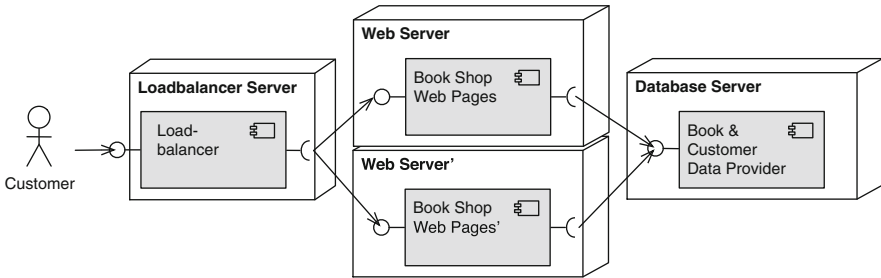 Customer
Loadbalancer Server
Load-
balancer
Web Server
Book Shop
Web Pages
Web Server’
Book Shop
Web Pages’
Database Server
Book &
Customer
Data Provider